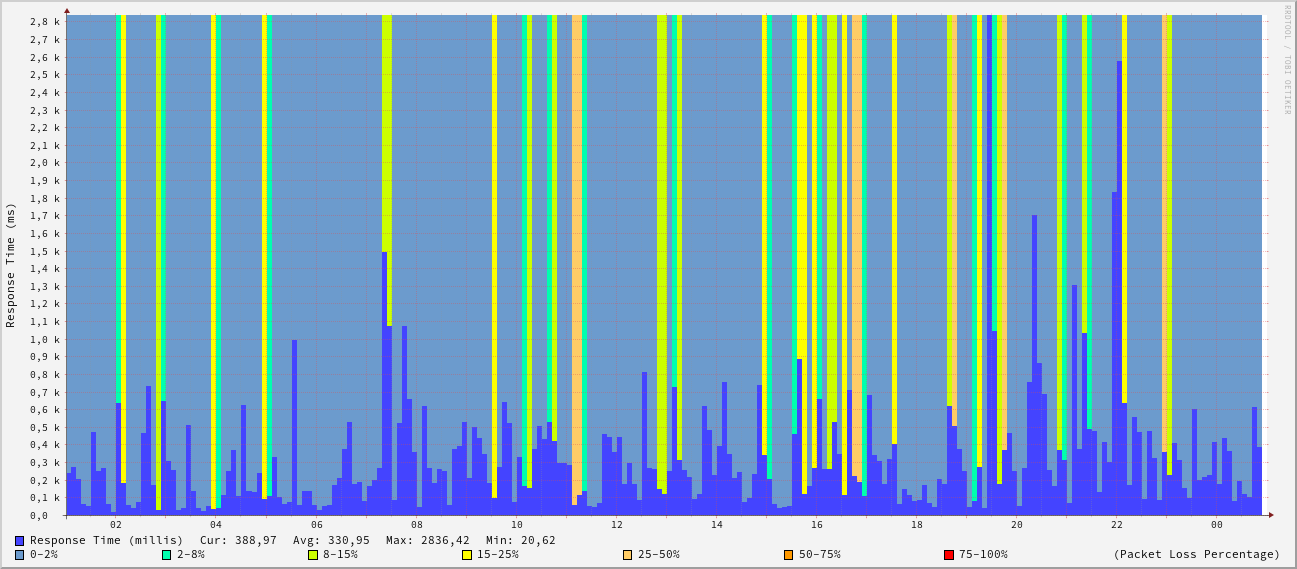 RRDTOOL / TOBI OETIKER
Response Time (ms)
2,8 k
2,7 k
2,6 k
2,5 k
2,4 k
2,3 k
2,2 k
2,1 k
2,0 k
1,9 k
1,8 k
1,7 k
1,6 k
1,5 k
1,4 k
1,3 k
1,2 k
1,1 k
1,0 k
0,9 k
0,8 k
0,7 k
0,6 k
0,5 k
0,4 k
0,3 k
0,2 k
0,1 k
0,0
02 04 06 08 10 12 14 16 18 20 22 00
Response Time (millis) Cur: 388,97 Avg: 330,95 Max: 2836,42 Min: 20,62
0-2% 2-8% 8-15% 15-25% 25-50% 50-75% 75-100% (Packet Loss Percentage)